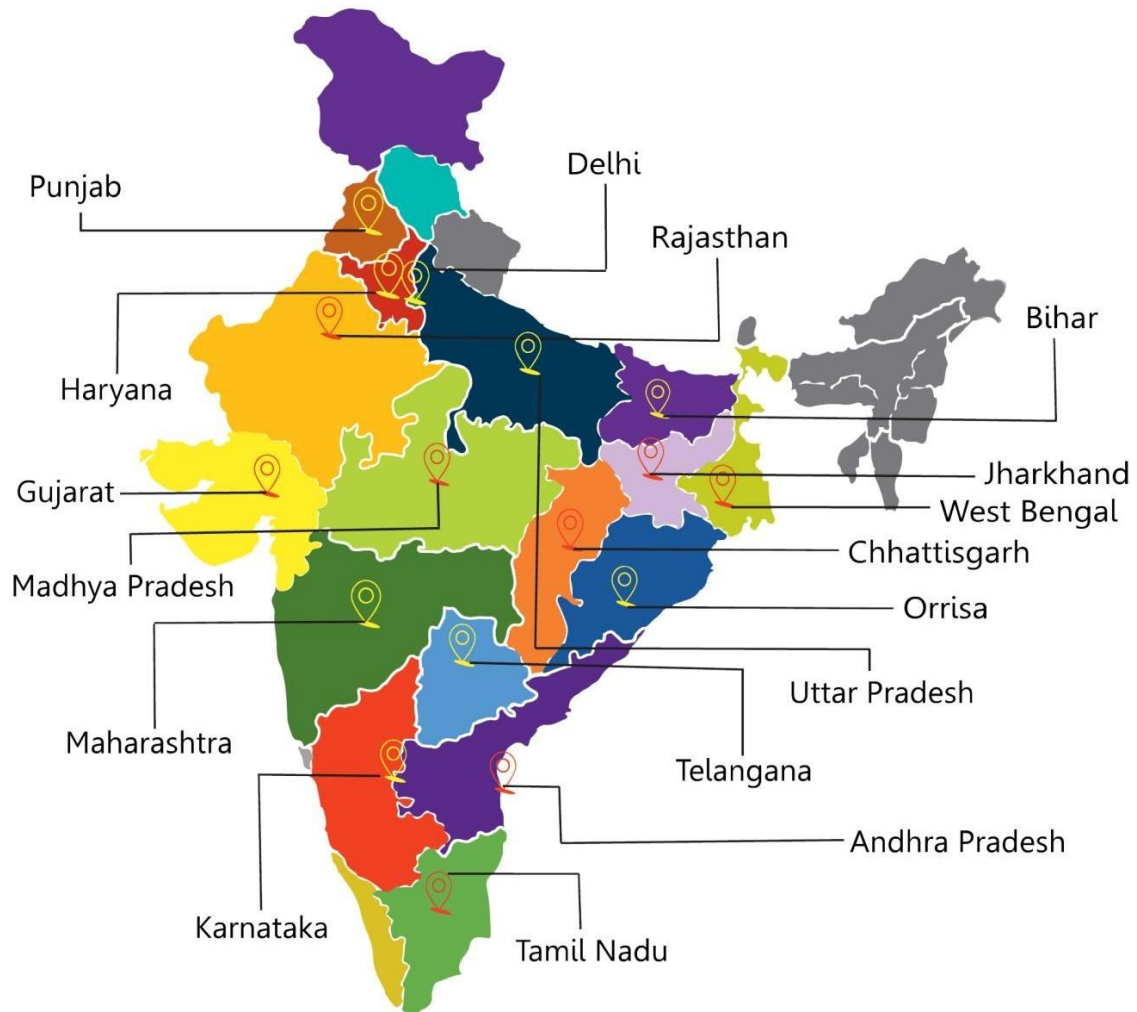 Delhi
Punjab
Rajasthan
Bihar
Haryana
Jharkhand
Gujarat
West Bengal
Chhattisgarh
Madhya Pradesh
Orrisa
Uttar Pradesh
Maharashtra
Telangana
Andhra Pradesh
Karnataka
Tamil Nadu